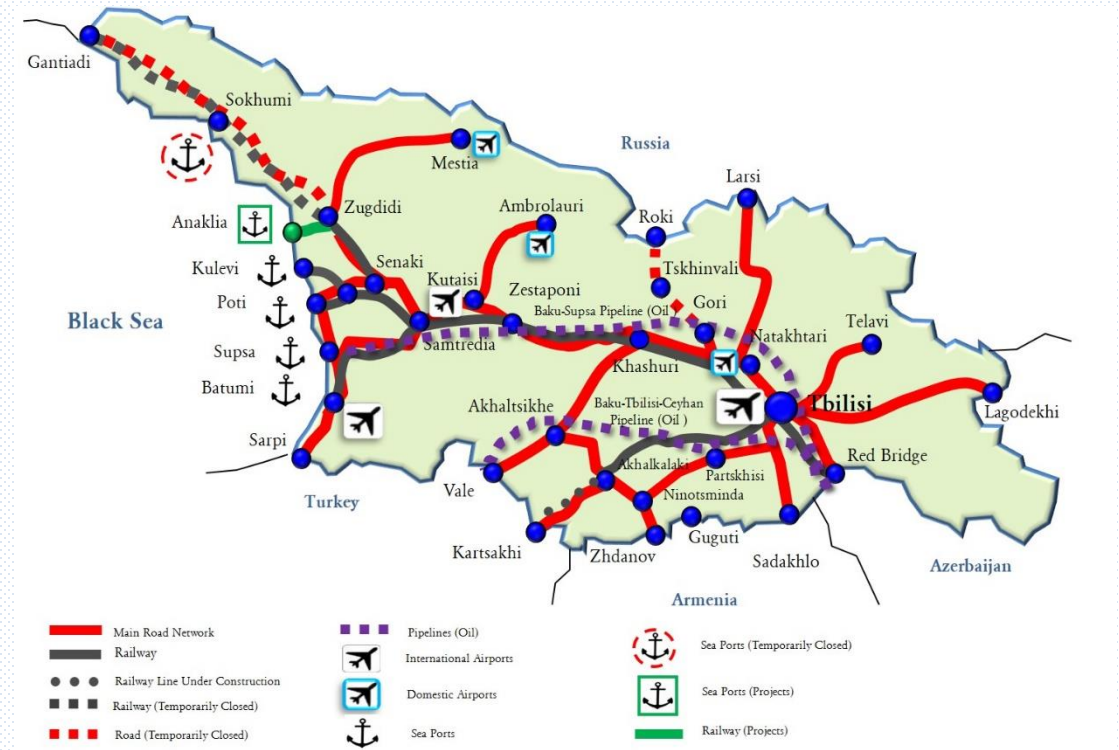 Gantiadi
Sokhumi
Mestia
Russia
Larsi
Zugdidi
Ambrolauri
Roki
Anaklia
Senaki
Tskhinvali
Kulevi
Kutaisi
Zestaponi
Baku-Supsa Pipeline (Oil
Gori
Poti
Black Sea
Natakhtari
Telavi
Samtredia
Supsa
Khashuri
Batumi
Tbilisi
Akhaltsikhe
Baku-Tbilisi-Ceyhan
Pipeline (Oil )
Lagodekhi
Sarpi
Red Bridge
Akhalkalaki
Partskhisi
Vale
Ninotsminda
Turkey
Kartsakhi
Zhdanov
Guguti
Sadakhlo
Azerbaijan
Armenia
Main Road Network
Railway
Railway Line Under Construction
Railway (Temporarily Closed)
Road (Temporarily Closed)
Pipelines (Oil)
International Airports
Domestic Airports
Sea Ports
Sea Ports (Temporarily Closed)
Sea Ports (Projects)
Railway (Projects)